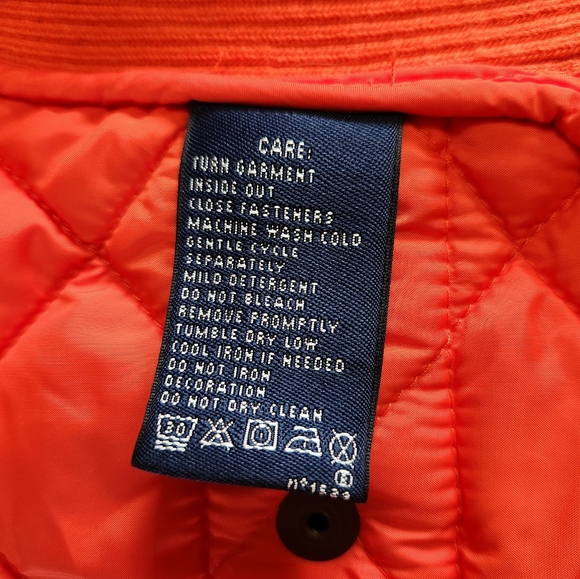 CARE:
TURN GARMENT
INSIDE OUT
CLOSE FASTENERS
MACHINE WASH COLD
GENTLE CYCLE
SEPARATELY
MILD DETERGENT
DO NOT BLEACH
REMOVE PROMPTLY
TUMBLE DRY LOW
COOL IRON IF NEEDED
DO NOT IRON
DECORATION
DO NOT DRY CLEAN
30
®